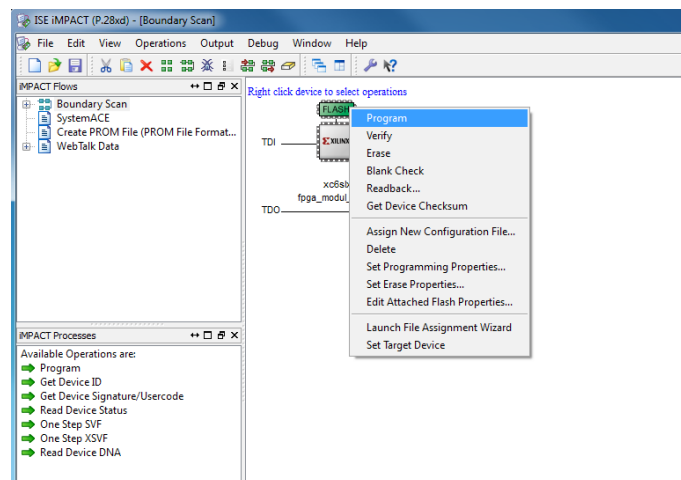 ISE iMPACT (P.28xd) - [Boundary Scan]
File Edit View Operations Output Debug Window Help
iMPACT Flows
Boundary Scan
SystemACE
Create PROM File (PROM File Format...
WebTalk Data
Right click device to select operations
FLASH
TDI
XILINX
xc6slx
fpga_modul_
TDO
Program
Verify
Erase
Blank Check
Readback...
Get Device Checksum
Assign New Configuration File...
Delete
Set Programming Properties...
Set Erase Properties...
Edit Attached Flash Properties...
Launch File Assignment Wizard
Set Target Device
iMPACT Processes
Available Operations are:
Program
Get Device ID
Get Device Signature/Usercode
Read Device Status
One Step SVF
One Step XSVF
Read Device DNA